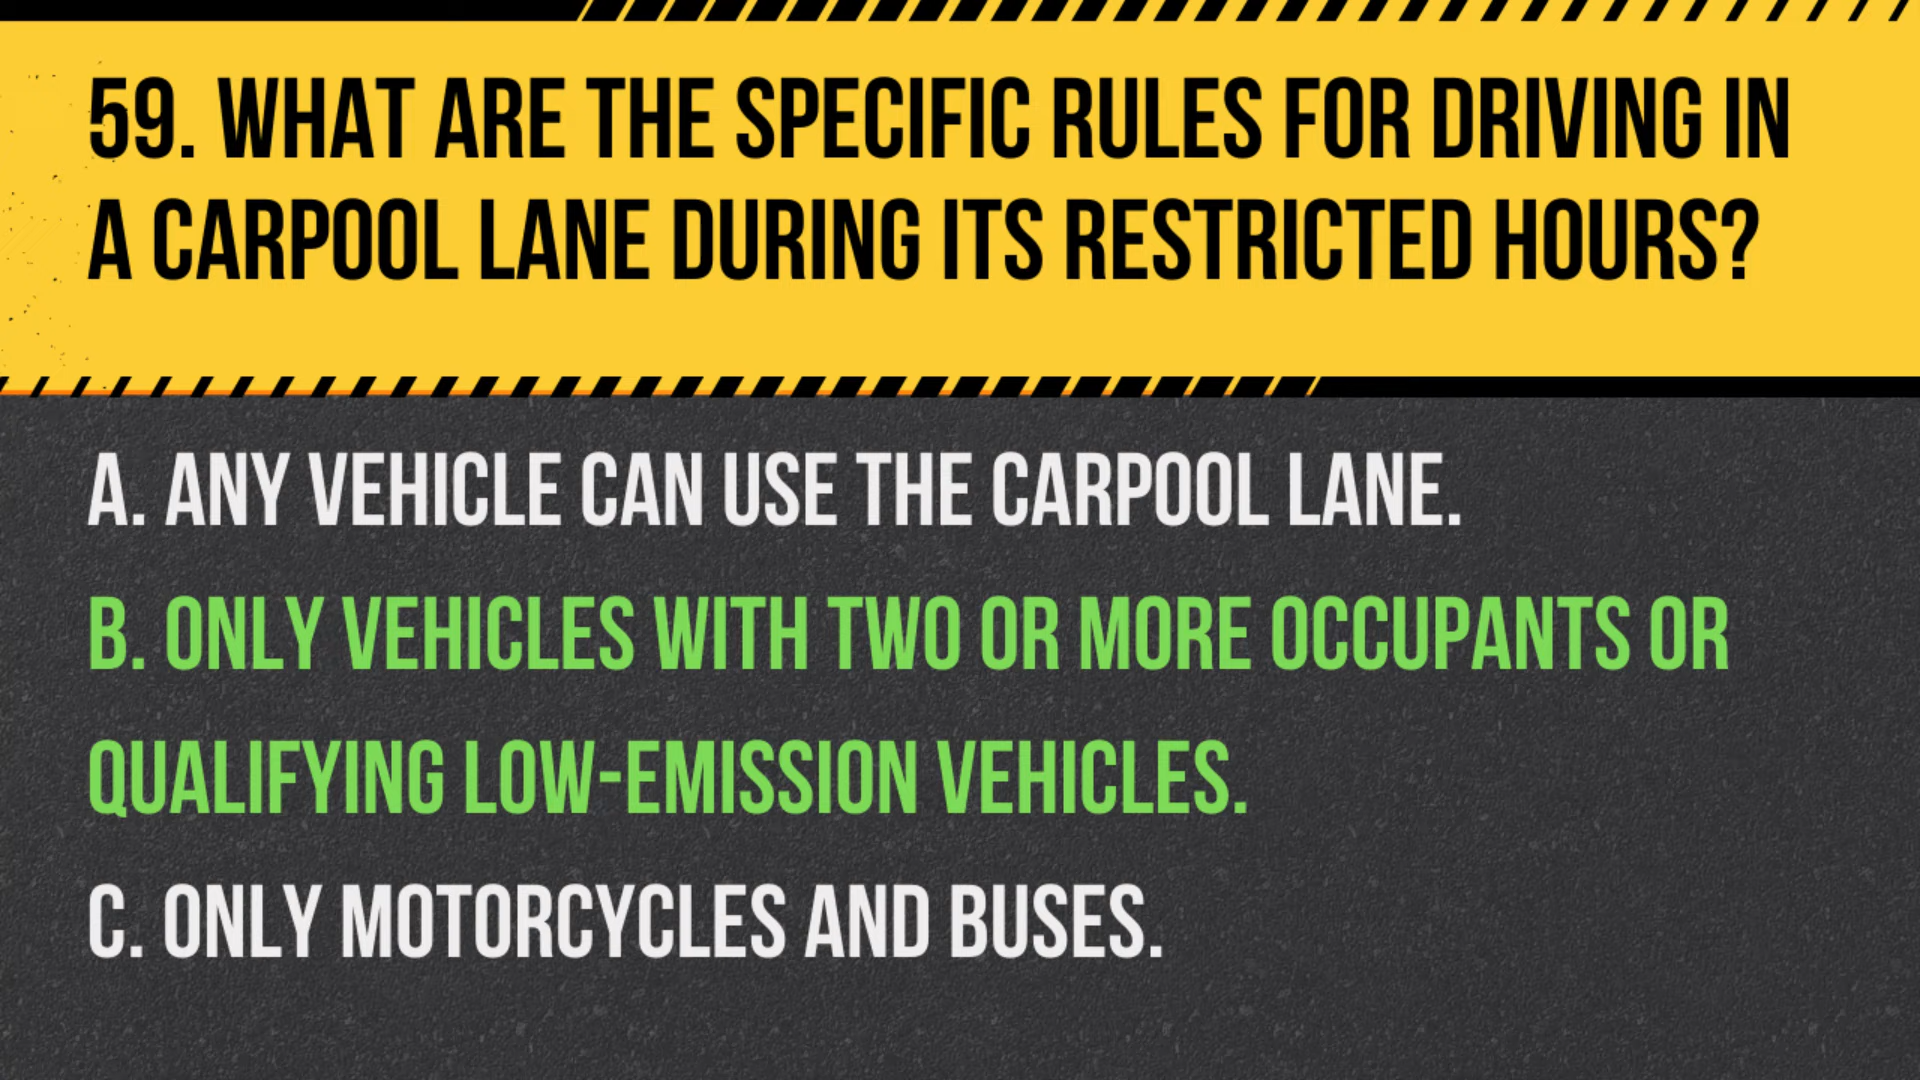 59. WHAT ARE THE SPECIFIC RULES FOR DRIVING IN
A CARPOOL LANE DURING ITS RESTRICTED HOURS?
A. ANY VEHICLE CAN USE THE CARPOOL LANE.
B. ONLY VEHICLES WITH TWO OR MORE OCCUPANTS OR
QUALIFYING LOW-EMISSION VEHICLES.
C. ONLY MOTORCYCLES AND BUSES.